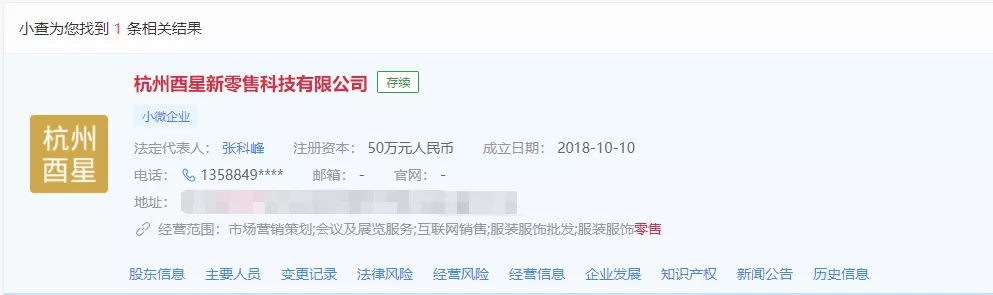 小查为您找到 1 条相关结果
杭州酉星新零售科技有限公司 存续
小微企业
杭州
酉星
法定代表人： 张科峰 注册资本： 50万元人民币 成立日期： 2018-10-10
电话： 1358849**** 邮箱： - 官网： -
地址：
经营范围：市场营销策划;会议及展览服务;互联网销售;服装服饰批发;服装服饰零售
股东信息 主要人员 变更记录 法律风险 经营风险 经营信息 企业发展 知识产权 新闻公告 历史信息